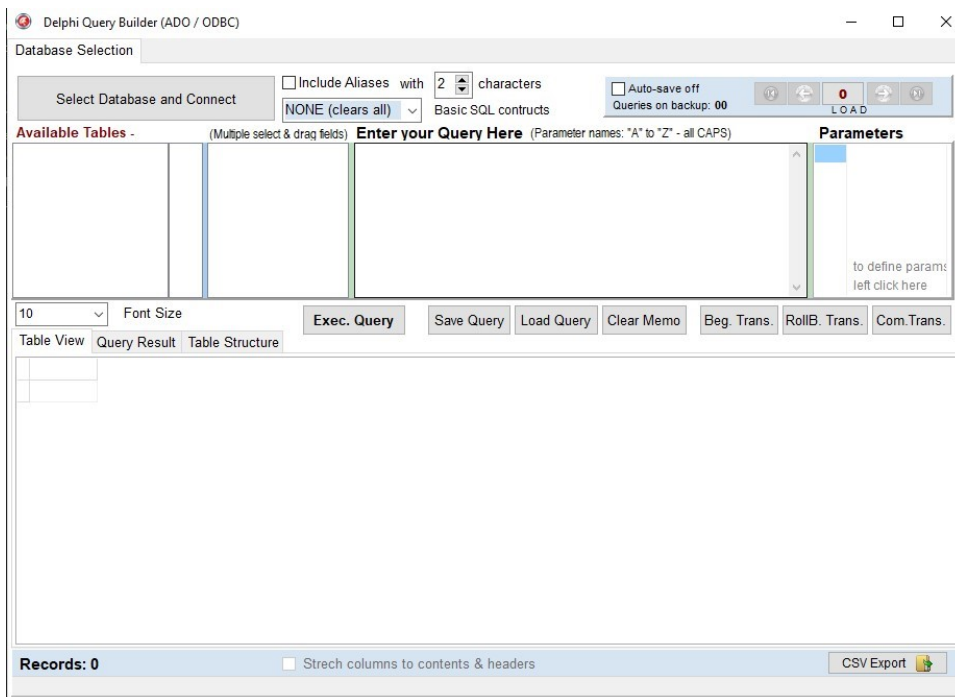 Delphi Query Builder (ADO / ODBC)
Database Selection
Select Database and Connect
Include Aliases with 2 characters
NONE (clears all) Basic SQL contructs
Auto-save off
Queries on backup: 00
0
LOAD
Available Tables - (Multiple select & drag fields) Enter your Query Here (Parameter names: "A" to "Z" - all CAPS) Parameters
to define params
left click here
10 Font Size
Exec. Query Save Query Load Query Clear Memo Beg. Trans. RollB. Trans. Com.Trans.
Table View Query Result Table Structure
Records: 0 Strech columns to contents & headers CSV Export